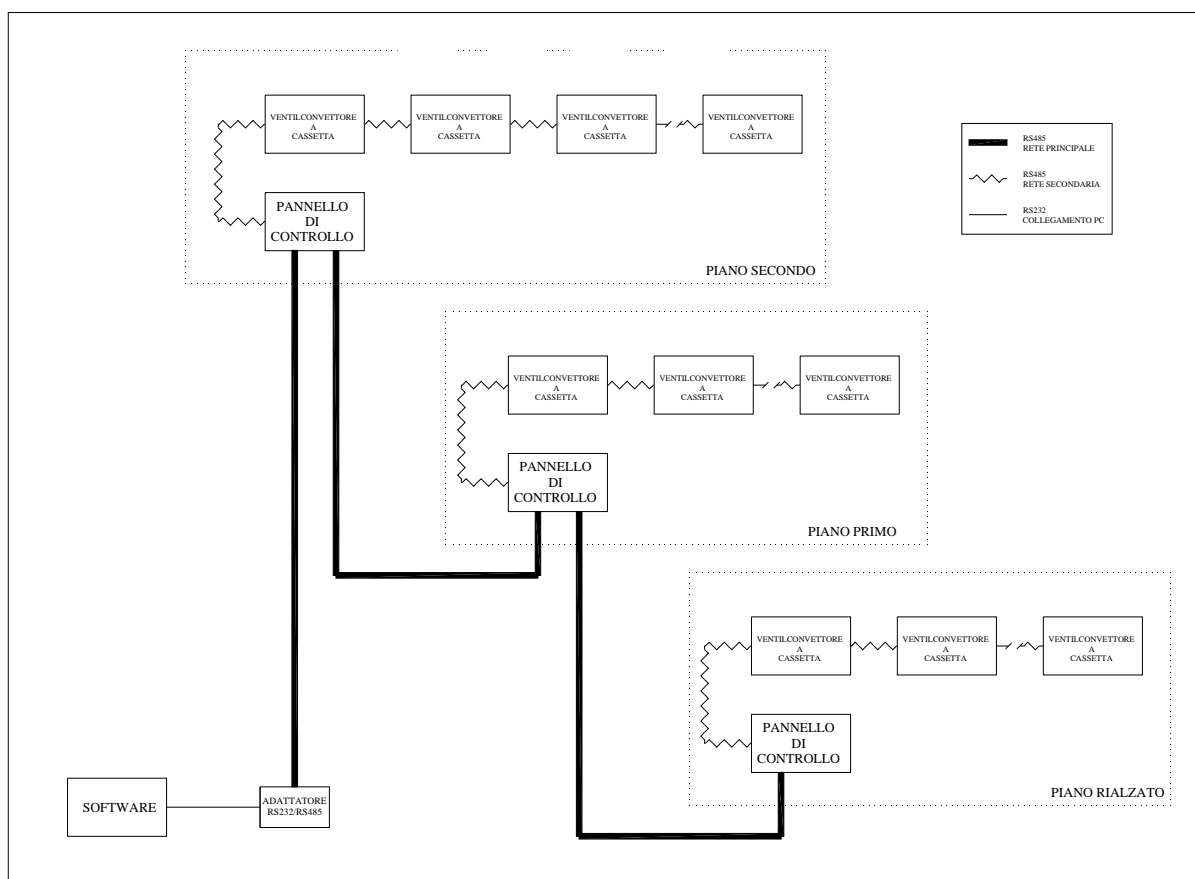 VENTILCONVETTORE
A
CASSETTA
VENTILCONVETTORE
A
CASSETTA
VENTILCONVETTORE
A
CASSETTA
VENTILCONVETTORE
A
CASSETTA
PANNELLO
DI
CONTROLLO
PIANO SECONDO
RS485
RETE PRINCIPALE
RS485
RETE SECONDARIA
RS232
COLLEGAMENTO PC
VENTILCONVETTORE
A
CASSETTA
VENTILCONVETTORE
A
CASSETTA
VENTILCONVETTORE
A
CASSETTA
PANNELLO
DI
CONTROLLO
PIANO PRIMO
VENTILCONVETTORE
A
CASSETTA
VENTILCONVETTORE
A
CASSETTA
VENTILCONVETTORE
A
CASSETTA
PANNELLO
DI
CONTROLLO
PIANO RIALZATO
SOFTWARE
ADATTATORE
RS232/RS485